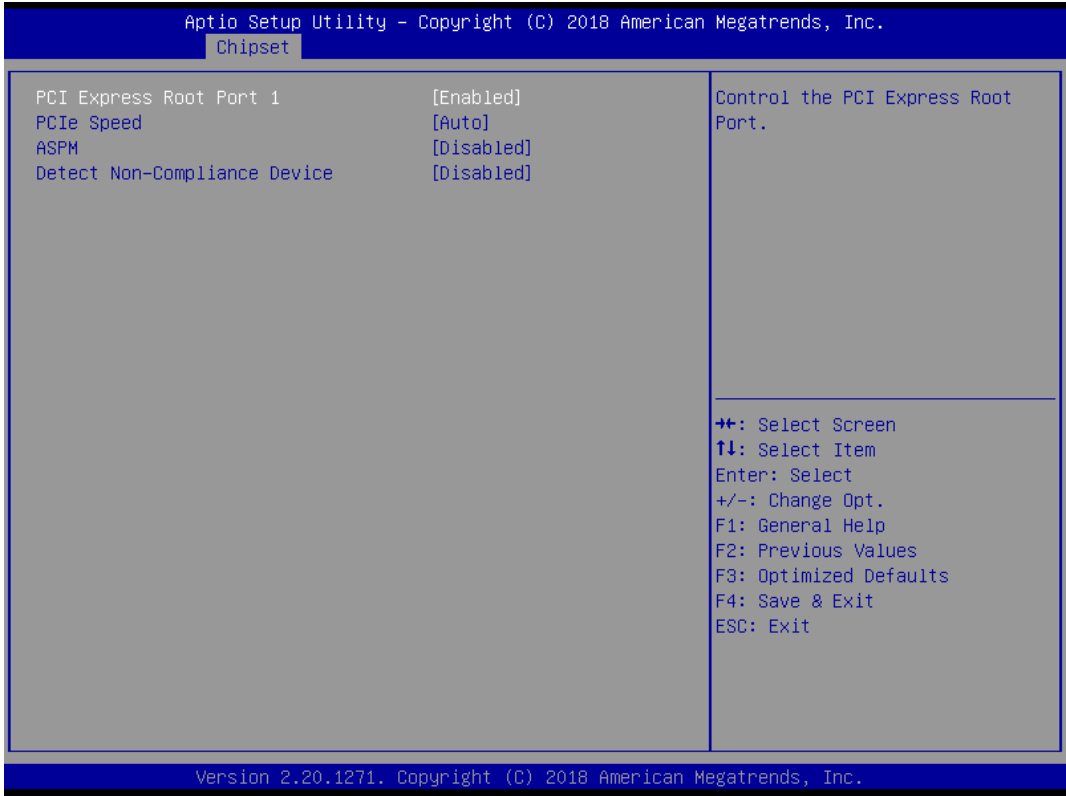 Aptio Setup Utility – Copyright (C) 2018 American Megatrends, Inc.
Chipset
PCI Express Root Port 1 [Enabled]
PCIe Speed [Auto]
ASPM [Disabled]
Detect Non-Compliance Device [Disabled]
Control the PCI Express Root
Port.
→←: Select Screen
↑↓: Select Item
Enter: Select
+/-: Change Opt.
F1: General Help
F2: Previous Values
F3: Optimized Defaults
F4: Save & Exit
ESC: Exit
Version 2.20.1271. Copyright (C) 2018 American Megatrends, Inc.